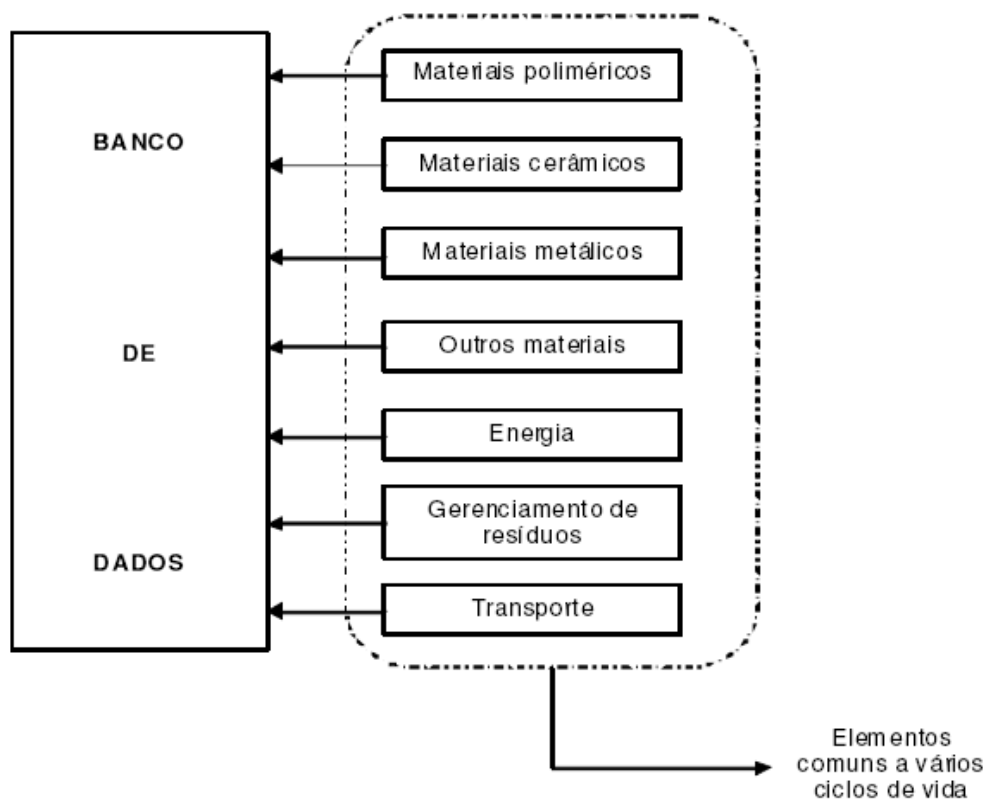 Materiais poliméricos
BANCO
Materiais cerâmicos
Materiais metálicos
Outros materiais
DE
Energia
Gerenciamento de
resíduos
DADOS
Transporte
Elementos
comuns a vários
ciclos de vida